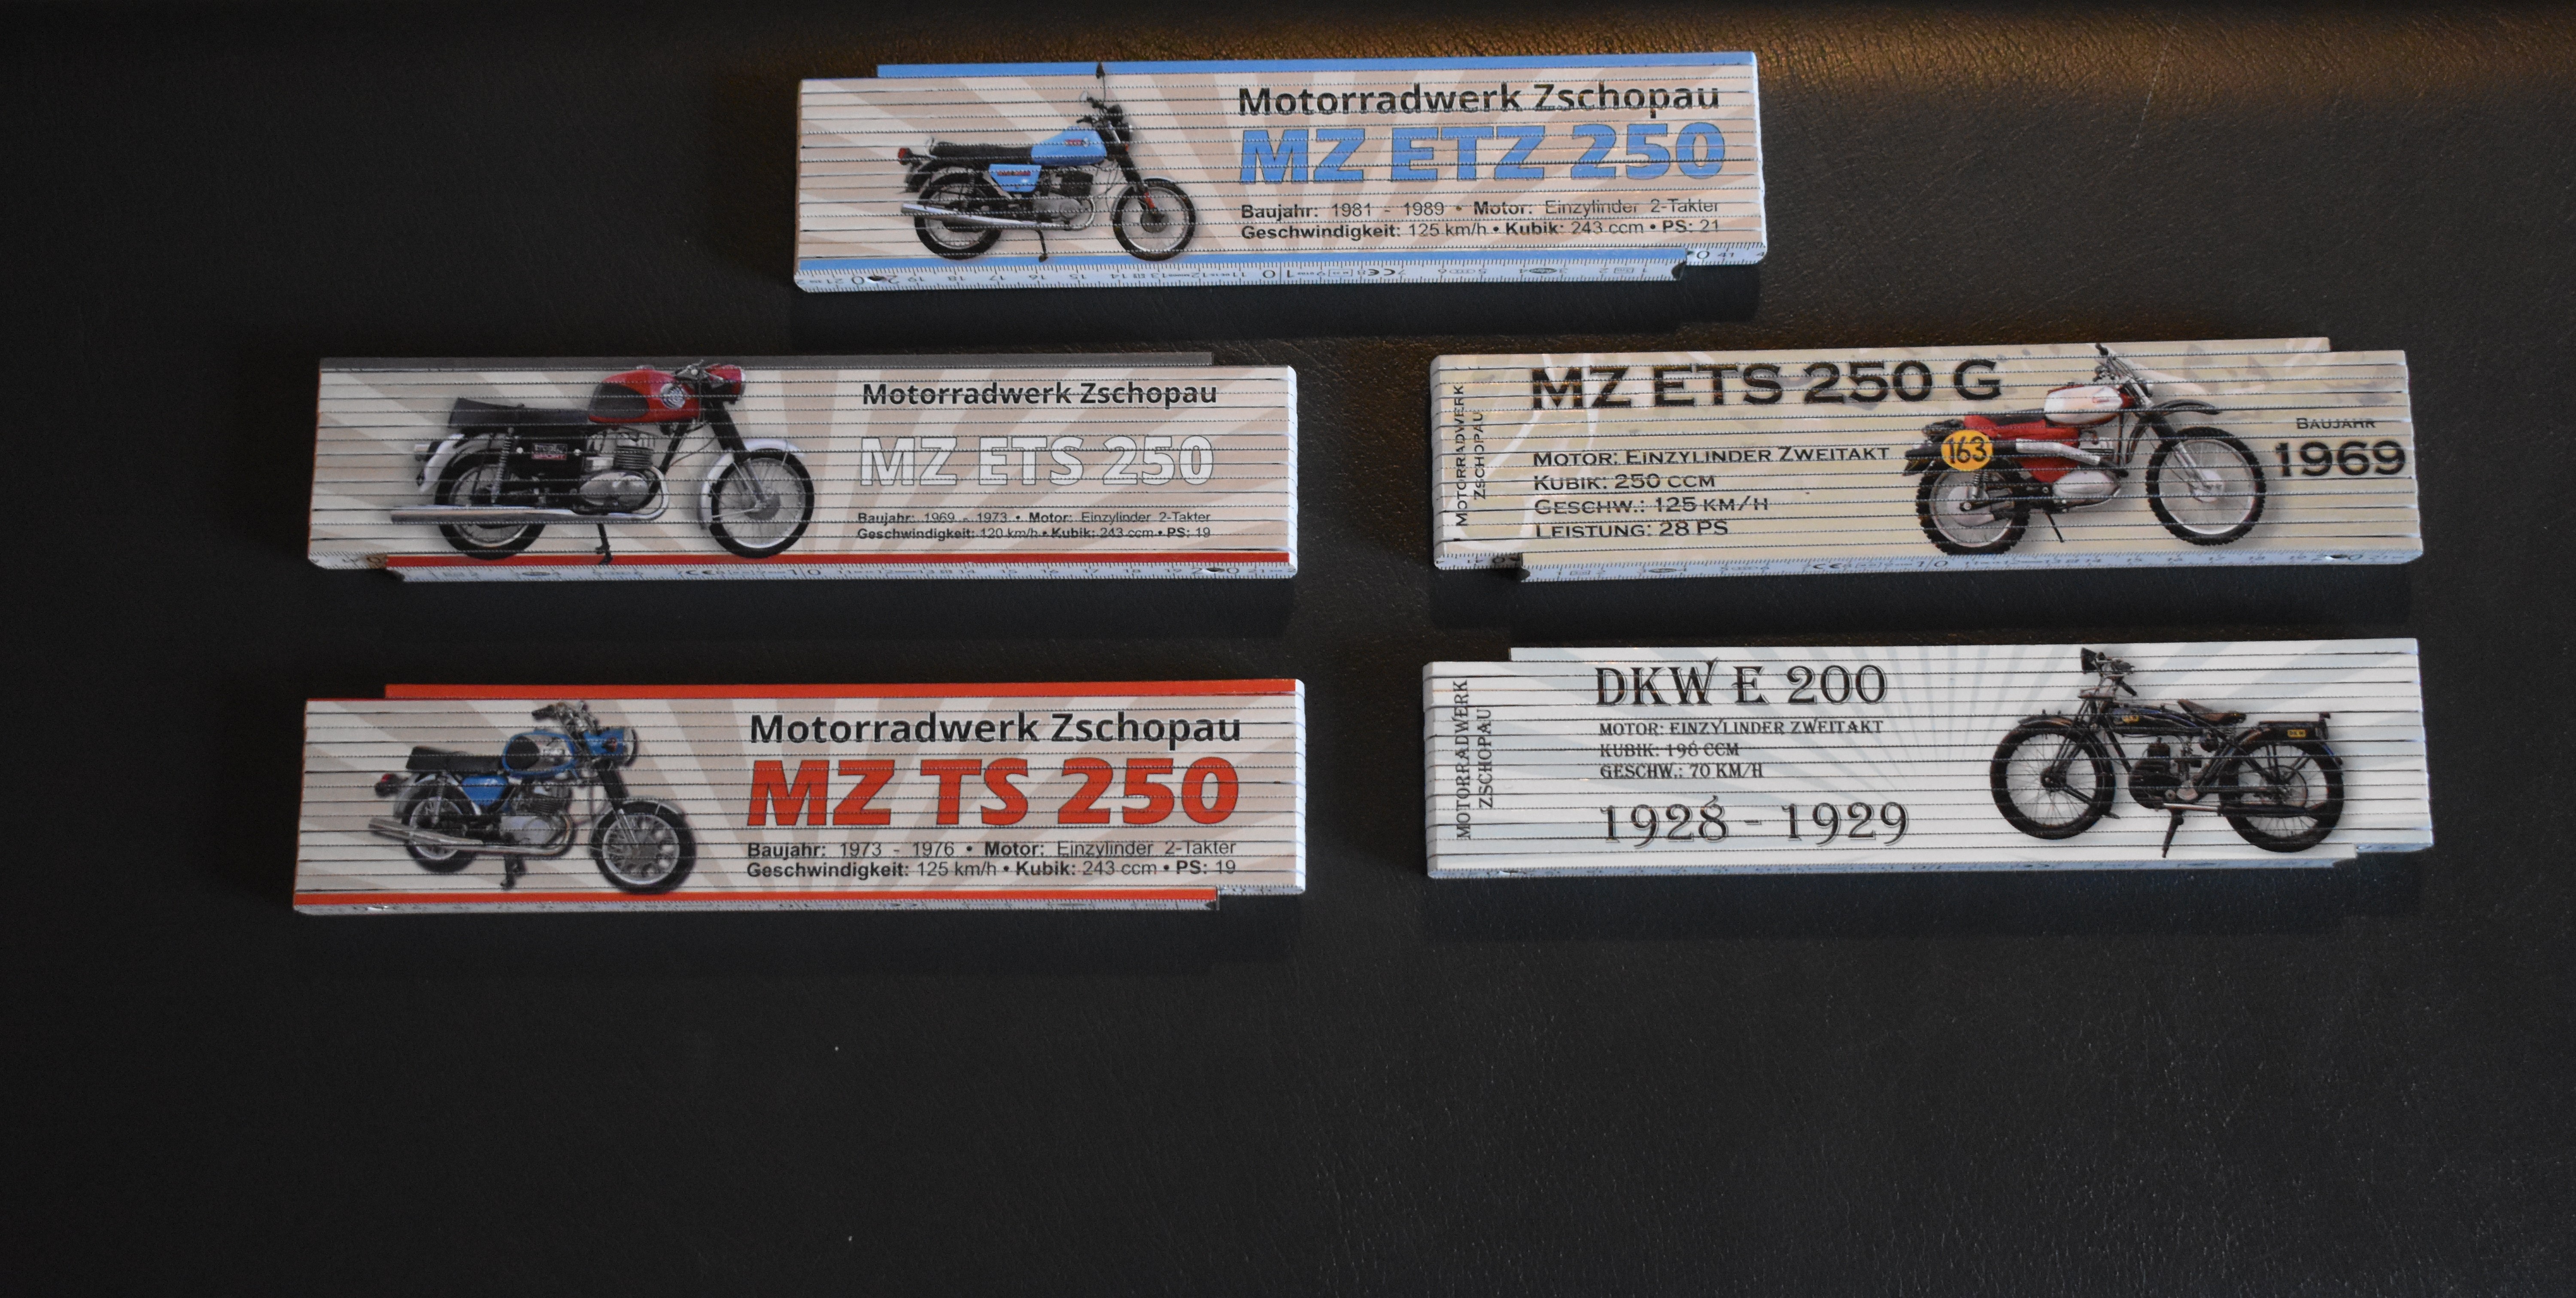 Motorradwerk Zschopau
MZ ETZ 250
Baujahr: 1981 - 1989 • Motor: Einzylinder 2-Takter
Geschwindigkeit: 125 km/h • Kubik: 243 ccm • PS: 21
Motorradwerk Zschopau
MZ ETS 250
Baujahr: 1969 - 1973 • Motor: Einzylinder 2-Takter
Geschwindigkeit: 120 km/h • Kubik: 243 ccm • PS: 19
MOTORRADWERK
ZSCHOPAU
MZ ETS 250 G
MOTOR: EINZYLINDER ZWEITAKT
KUBIK: 250 CCM
GESCHW.: 125 KM/H
LEISTUNG: 28 PS
163
BAUJAHR
1969
Motorradwerk Zschopau
MZ TS 250
Baujahr: 1973 - 1976 • Motor: Einzylinder 2-Takter
Geschwindigkeit: 125 km/h • Kubik: 243 ccm • PS: 19
MOTORRADWERK
ZSCHOPAU
DKW E 200
MOTOR: EINZYLINDER ZWEITAKT
KUBIK: 198 CCM
GESCHW.: 70 KM/H
1928 - 1929